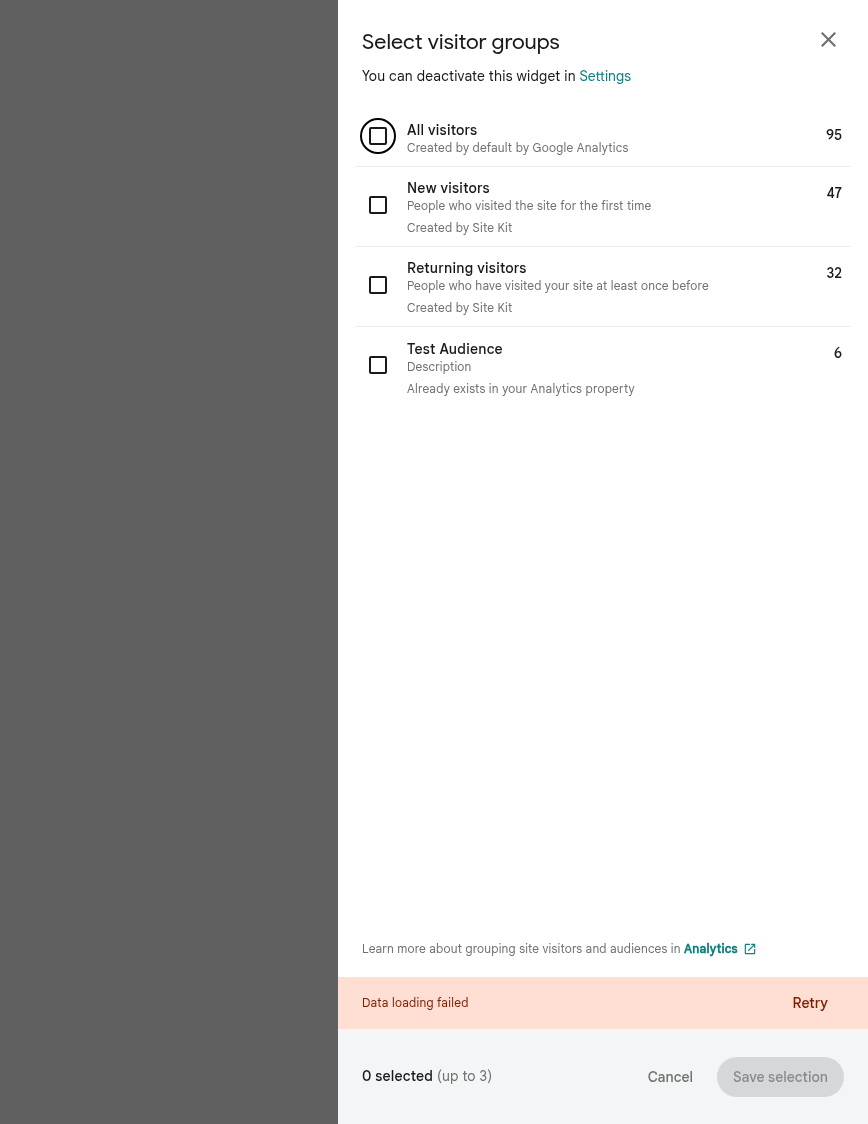 Select visitor groups
You can deactivate this widget in Settings
All visitors 95
Created by default by Google Analytics
New visitors 47
People who visited the site for the first time
Created by Site Kit
Returning visitors 32
People who have visited your site at least once before
Created by Site Kit
Test Audience 6
Description
Already exists in your Analytics property
Learn more about grouping site visitors and audiences in Analytics
Data loading failed Retry
0 selected (up to 3) Cancel Save selection